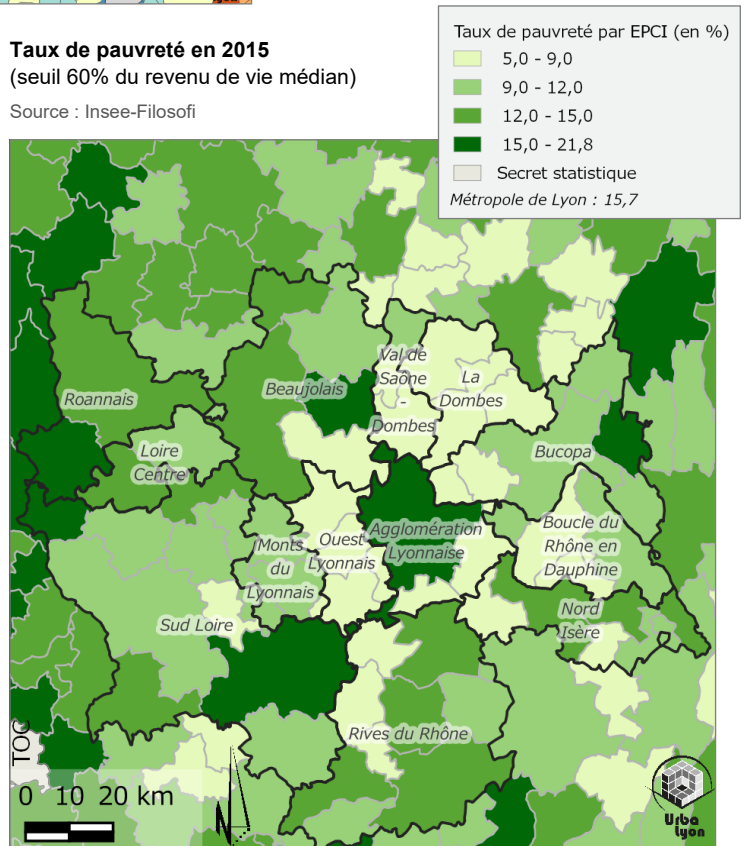 Lyon
Taux de pauvreté en 2015
(seuil 60% du revenu de vie médian)
Source : Insee-Filosofi
Taux de pauvreté par EPCI (en %)
5,0 - 9,0
9,0 - 12,0
12,0 - 15,0
15,0 - 21,8
Secret statistique
Métropole de Lyon : 15,7
Val de
Saône
-
Dombes
La
Dombes
Beaujolais
Roannais
Loire
Centre
Bucopa
Agglomération
Lyonnaise
Boucle du
Rhône en
Dauphine
Ouest
Lyonnais
Monts
du
Lyonnais
Nord
Isère
Sud Loire
Rives du Rhône
TOC
0 10 20 km
N
Urba
Lyon